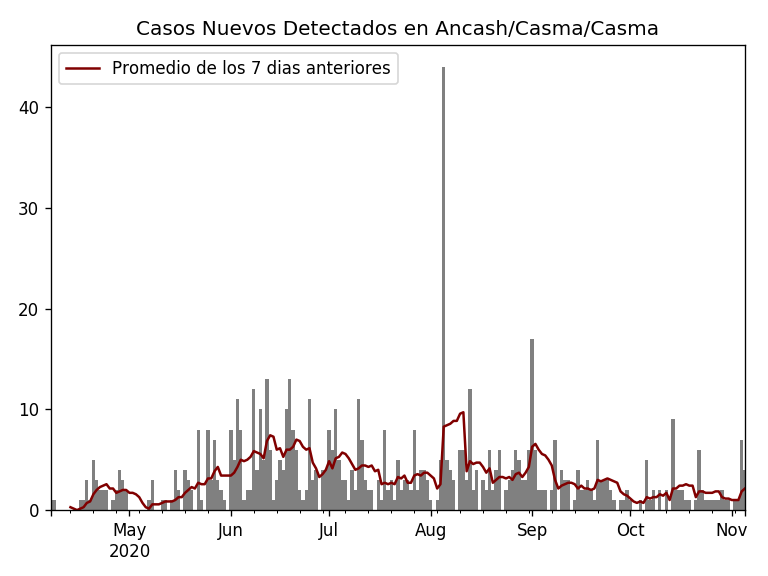 Casos Nuevos Detectados en Ancash/Casma/Casma
Promedio de los 7 dias anteriores
40
30
20
10
0
May Jun Jul Aug Sep Oct Nov
2020